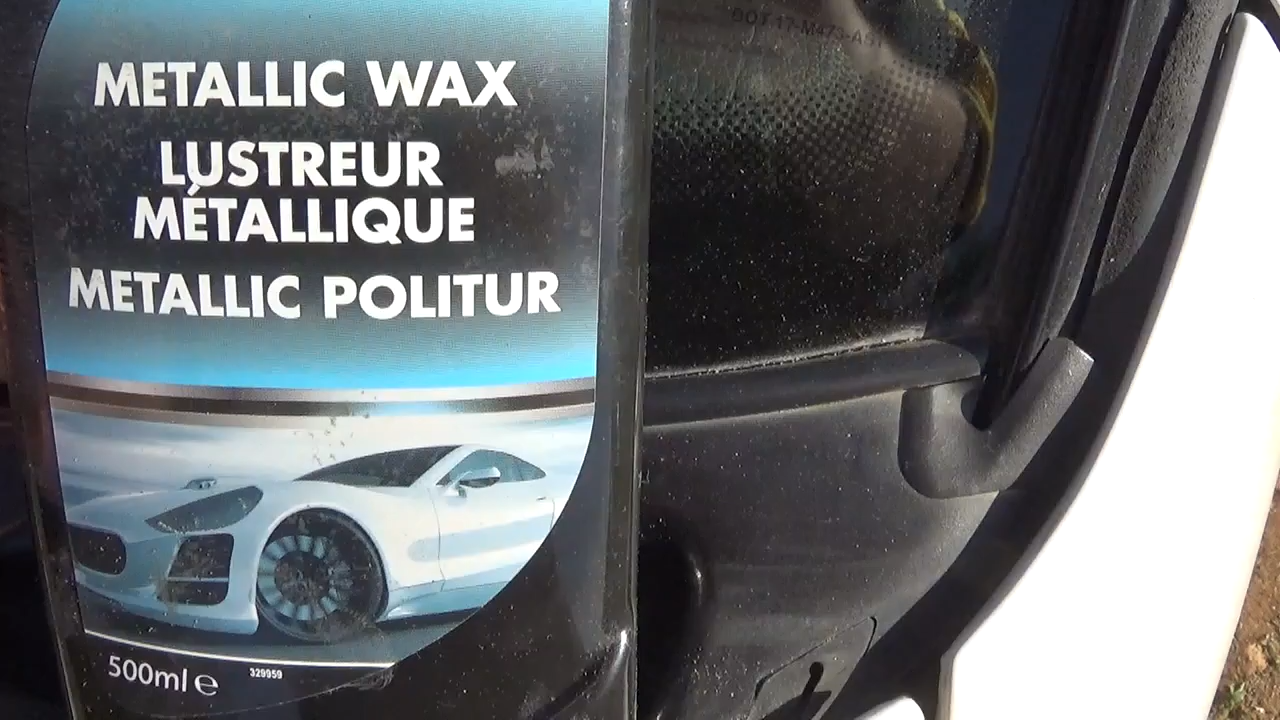 METALLIC WAX
LUSTREUR
MÉTALLIQUE
METALLIC POLITUR
500ml ℮
329959